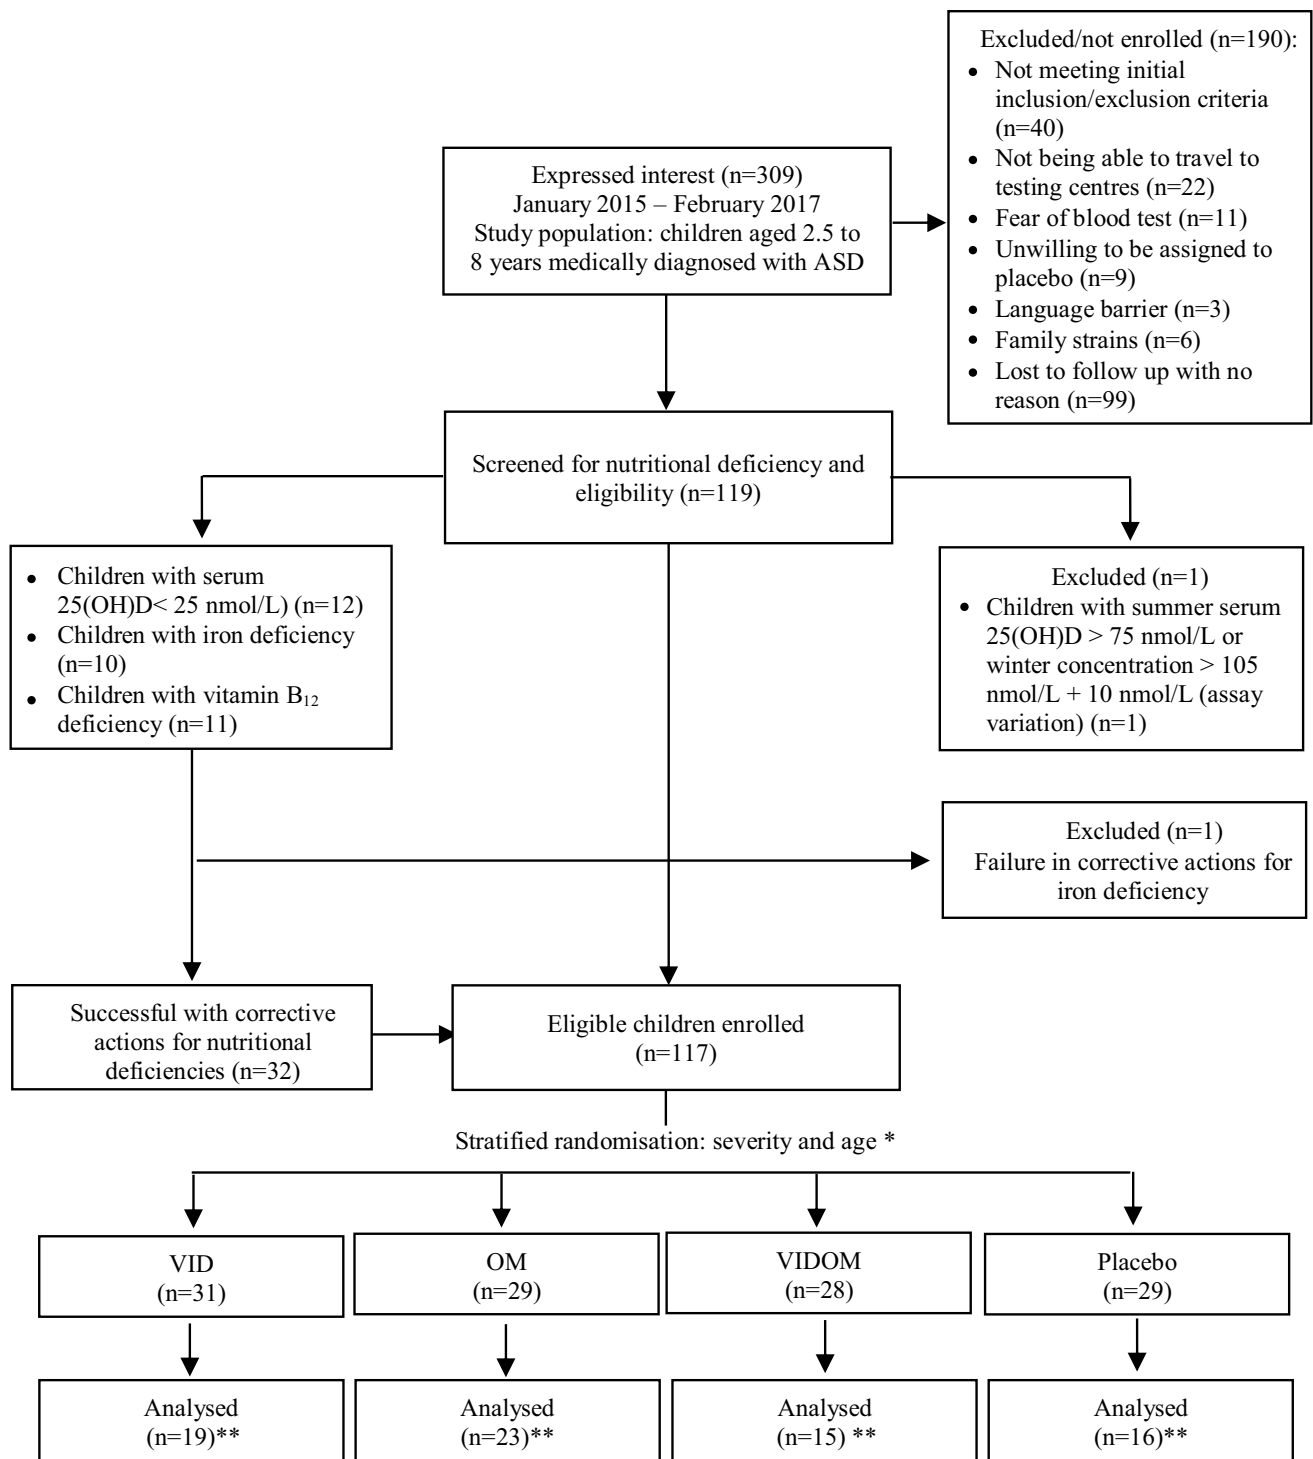 Excluded/not enrolled (n=190):
• Not meeting initial
inclusion/exclusion criteria
(n=40)
• Not being able to travel to
testing centres (n=22)
• Fear of blood test (n=11)
• Unwilling to be assigned to
placebo (n=9)
• Language barrier (n=3)
• Family strains (n=6)
• Lost to follow up with no
reason (n=99)
Expressed interest (n=309)
January 2015 – February 2017
Study population: children aged 2.5 to
8 years medically diagnosed with ASD
Screened for nutritional deficiency and
eligibility (n=119)
• Children with serum
25(OH)D< 25 nmol/L) (n=12)
• Children with iron deficiency
(n=10)
• Children with vitamin B₁₂
deficiency (n=11)
Excluded (n=1)
• Children with summer serum
25(OH)D > 75 nmol/L or
winter concentration > 105
nmol/L + 10 nmol/L (assay
variation) (n=1)
Excluded (n=1)
Failure in corrective actions for
iron deficiency
Successful with corrective
actions for nutritional
deficiencies (n=32)
Eligible children enrolled
(n=117)
Stratified randomisation: severity and age *
VID
(n=31)
OM
(n=29)
VIDOM
(n=28)
Placebo
(n=29)
Analysed
(n=19)**
Analysed
(n=23)**
Analysed
(n=15) **
Analysed
(n=16)**